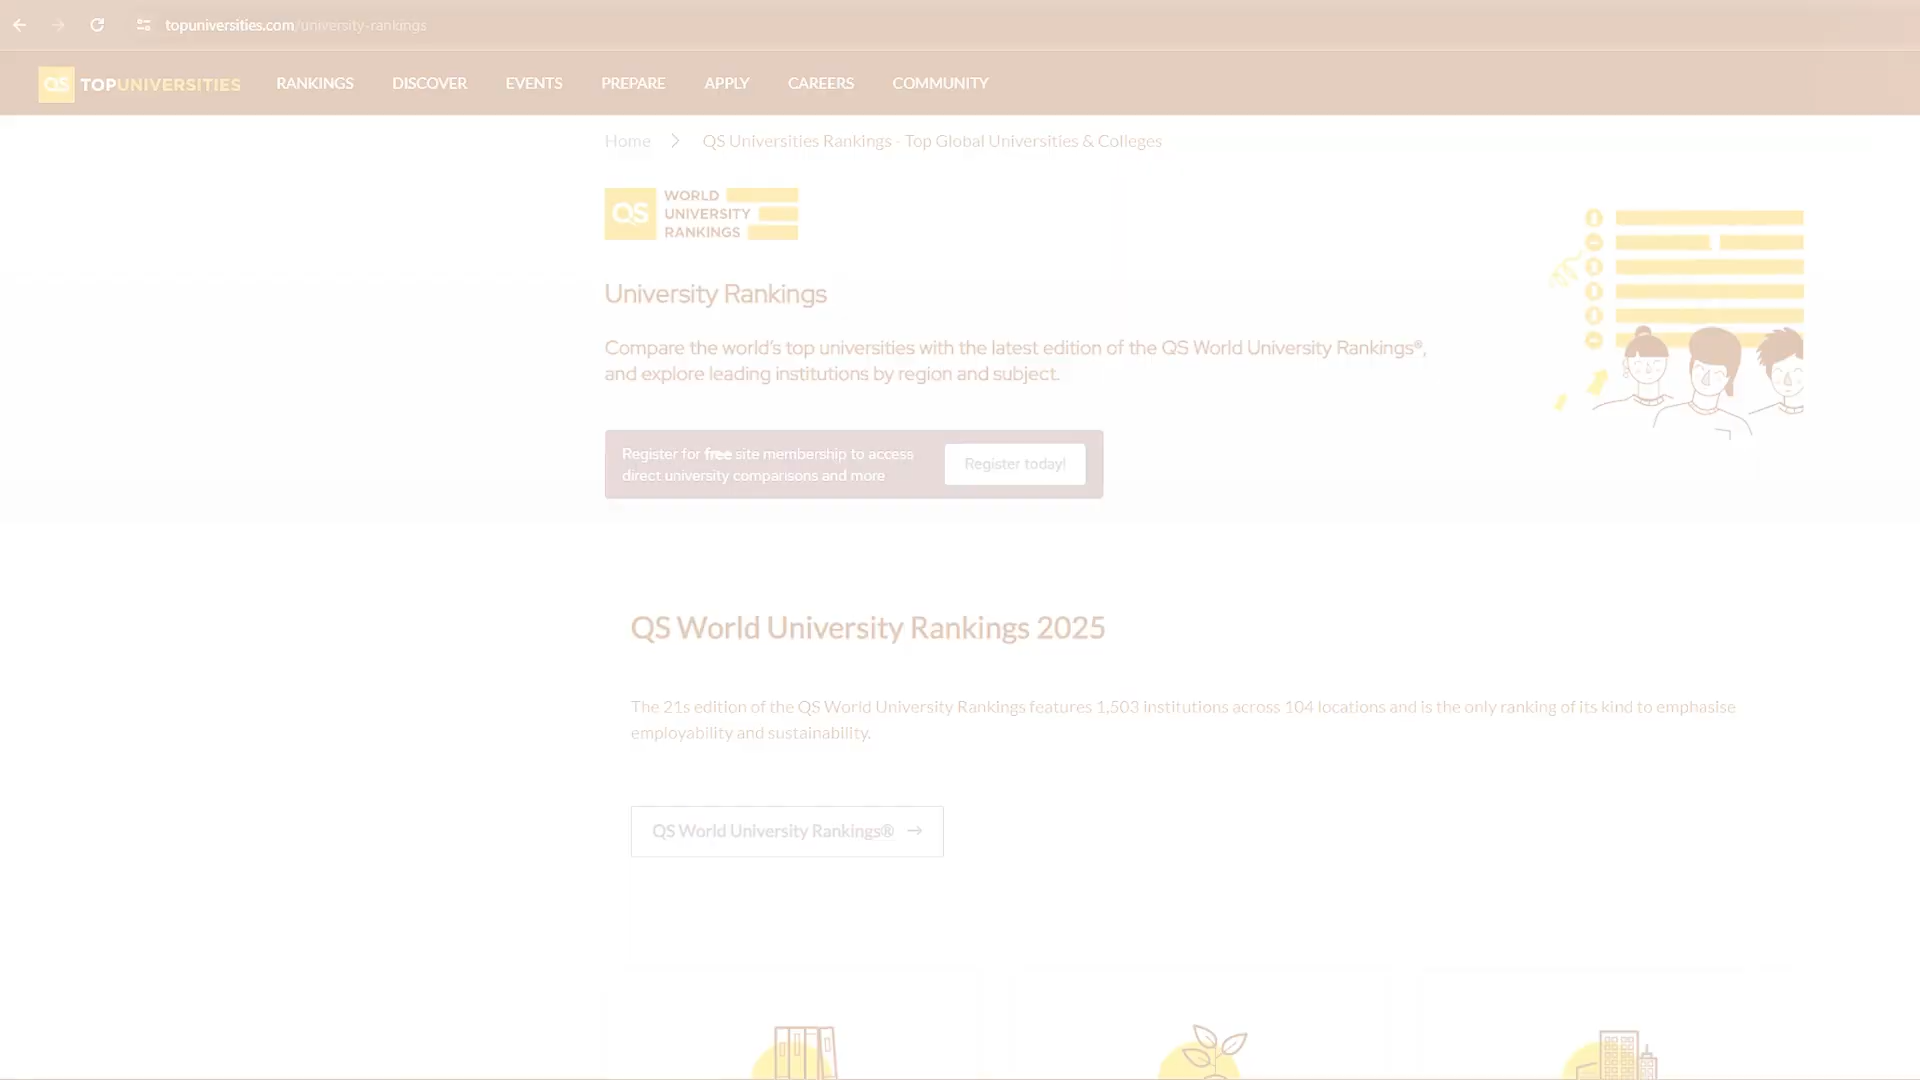 topuniversities.com/university-rankings
QS TOPUNIVERSITIES RANKINGS DISCOVER EVENTS PREPARE APPLY CAREERS COMMUNITY
Home QS Universities Rankings - Top Global Universities & Colleges
QS WORLD
UNIVERSITY
RANKINGS
University Rankings
Compare the world's top universities with the latest edition of the QS World University Rankings®,
and explore leading institutions by region and subject.
Register for free site membership to access
direct university comparisons and more
Register today!
QS World University Rankings 2025
The 21s edition of the QS World University Rankings features 1,503 institutions across 104 locations and is the only ranking of its kind to emphasise
employability and sustainability.
QS World University Rankings® →